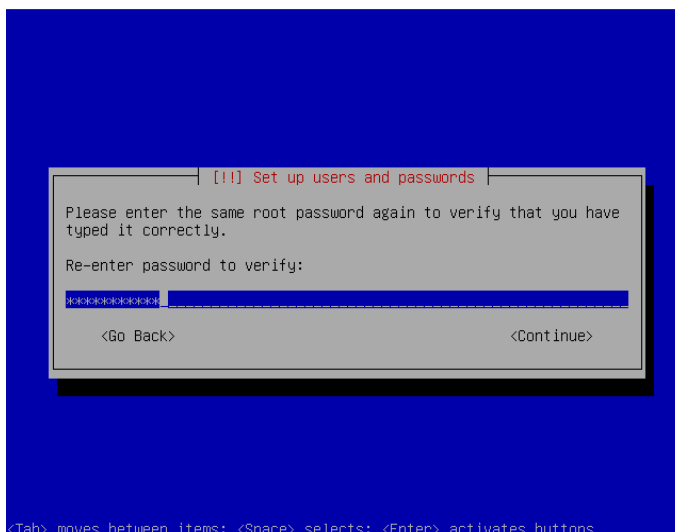 [!!] Set up users and passwords
Please enter the same root password again to verify that you have
typed it correctly.
Re-enter password to verify:
***********
<Go Back> <Continue>
<Tab> moves between items; <Space> selects; <Enter> activates buttons